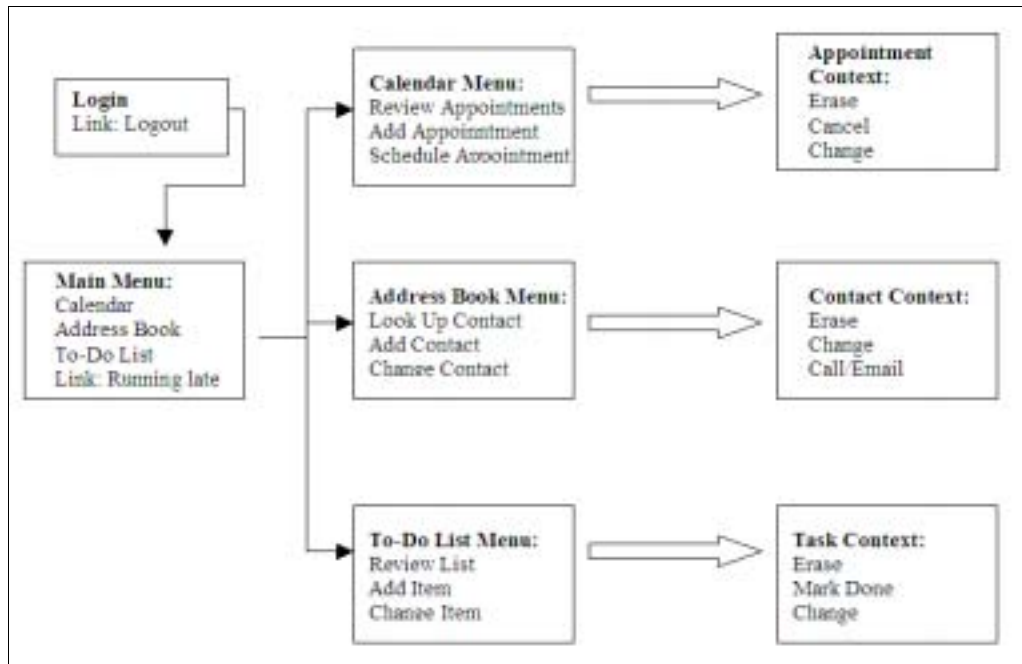 Login
Link: Logout
Main Menu:
Calendar
Address Book
To-Do List
Link: Running late
Calendar Menu:
Review Appointments
Add Appoinntment
Schedule Appointment
Address Book Menu:
Look Up Contact
Add Contact
Change Contact
To-Do List Menu:
Review List
Add Item
Change Item
Appointment
Context:
Erase
Cancel
Change
Contact Context:
Erase
Change
Call/Email
Task Context:
Erase
Mark Done
Change